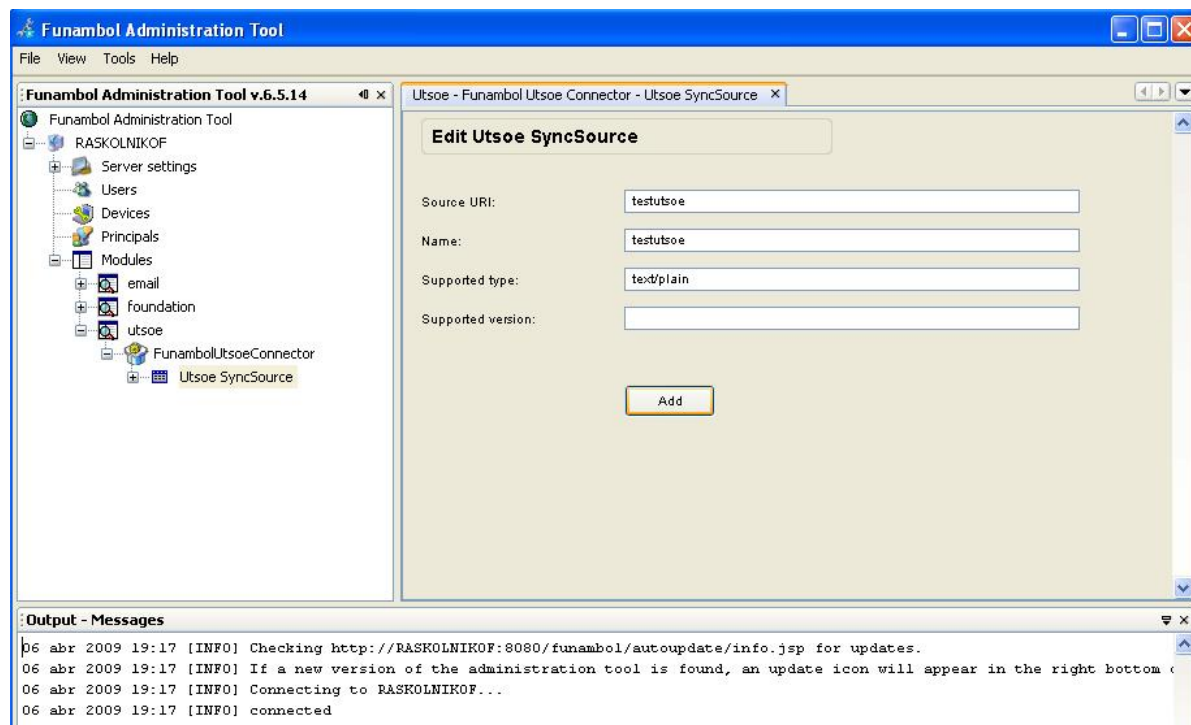 Funambol Administration Tool
File View Tools Help
Funambol Administration Tool v.6.5.14
Funambol Administration Tool
RASKOLNIKOF
Server settings
Users
Devices
Principals
Modules
email
foundation
utsoe
FunambolUtsoeConnector
Utsoe SyncSource
Utsoe - Funambol Utsoe Connector - Utsoe SyncSource
Edit Utsoe SyncSource
Source URI: testutsoe
Name: testutsoe
Supported type: text/plain
Supported version:
Add
Output - Messages
06 abr 2009 19:17 [INFO] Checking http://RASKOLNIKOF:8080/funambol/autoupdate/info.jsp for updates.
06 abr 2009 19:17 [INFO] If a new version of the administration tool is found, an update icon will appear in the right bottom
06 abr 2009 19:17 [INFO] Connecting to RASKOLNIKOF...
06 abr 2009 19:17 [INFO] connected